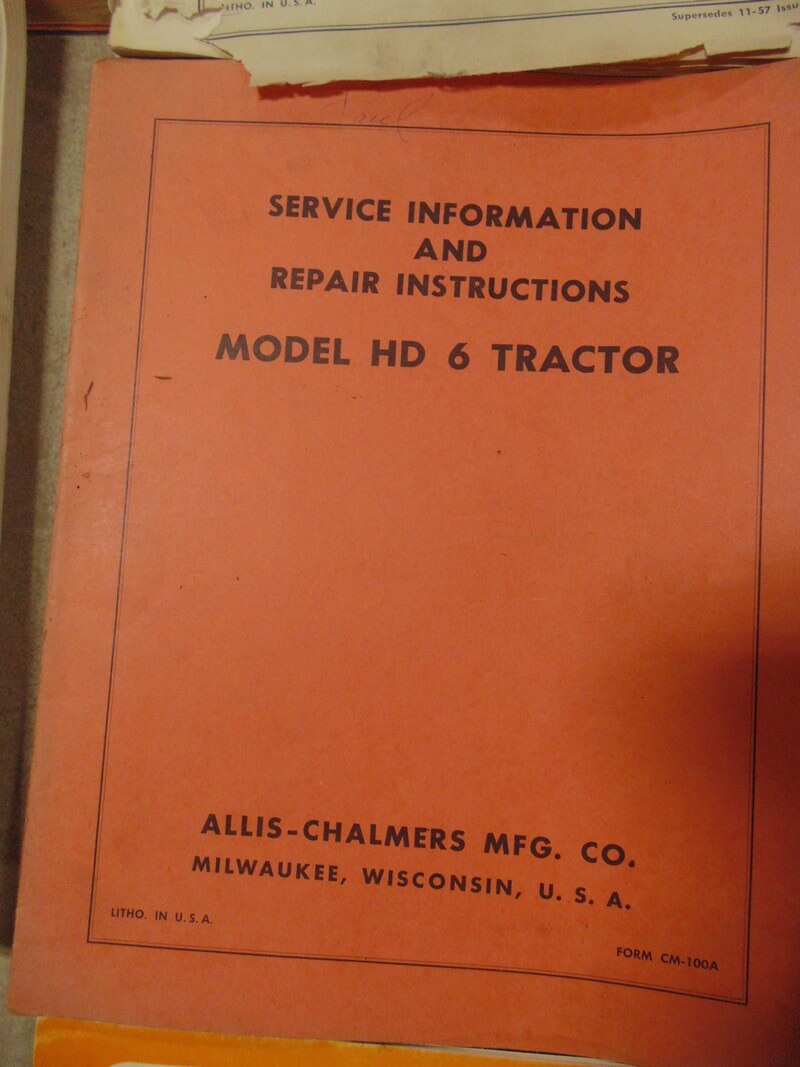 LITHO. IN U. S. A.
Supersedes 11-57 Issu
SERVICE INFORMATION
AND
REPAIR INSTRUCTIONS
MODEL HD 6 TRACTOR
ALLIS-CHALMERS MFG. CO.
MILWAUKEE, WISCONSIN, U. S. A.
LITHO. IN U. S. A.
FORM CM-100A